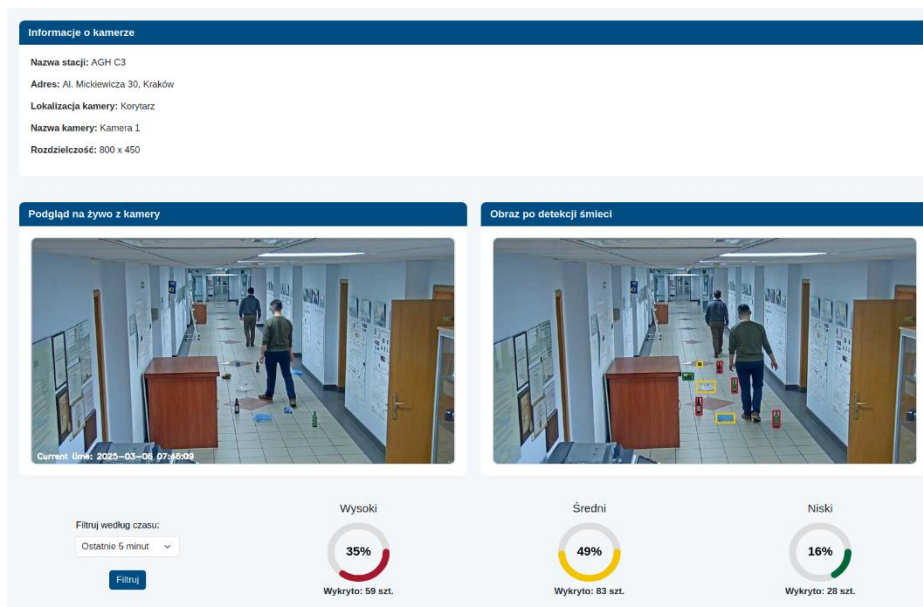 Informacje o kamerze
Nazwa stacji: AGH C3
Adres: Al. Mickiewicza 30, Kraków
Lokalizacja kamery: Korytarz
Nazwa kamery: Kamera 1
Rozdzielczość: 800 x 450
Podgląd na żywo z kamery
Obraz po detekcji śmieci
Current time: 2025-03-06 07:48:09
Filtruj według czasu:
Ostatnie 5 minut
Filtruj
Wysoki
35%
Wykryto: 59 szt.
Średni
49%
Wykryto: 83 szt.
Niski
16%
Wykryto: 28 szt.